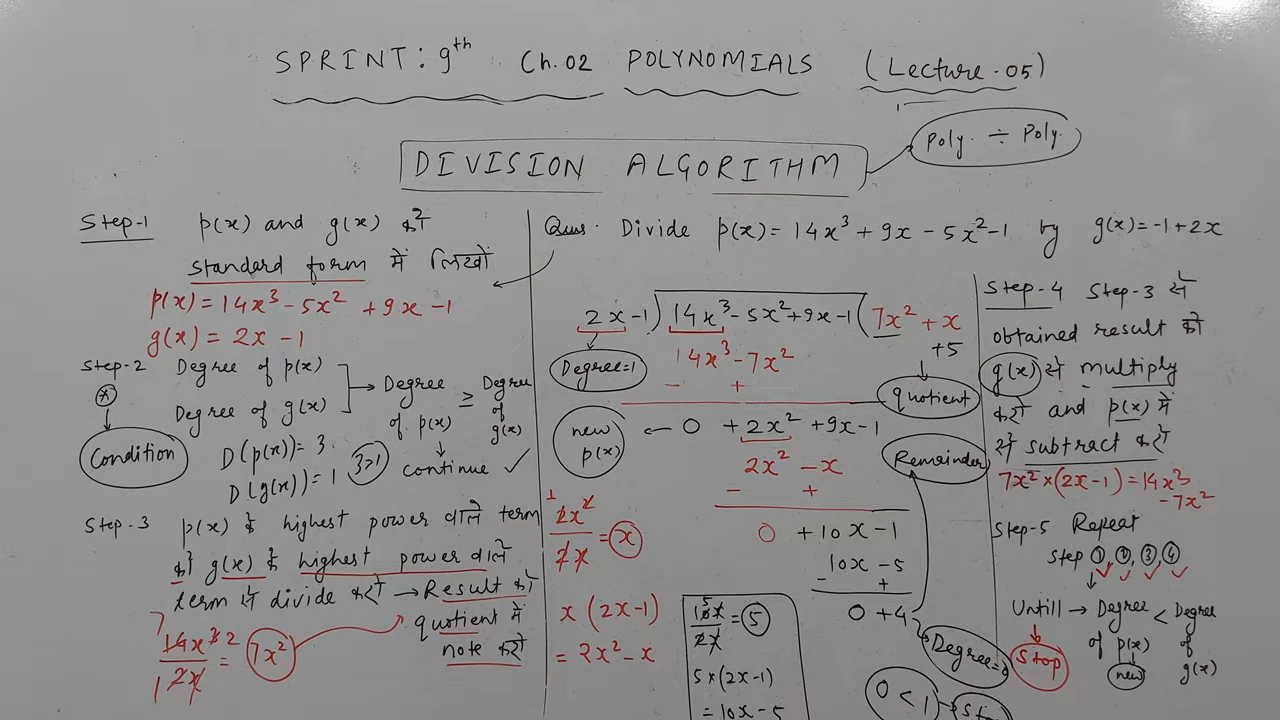 SPRINT: 9th Ch. 02 POLYNOMIALS (Lecture-05)
DIVISION ALGORITHM
Poly. ÷ Poly.
Step-1 p(x) and g(x) को
standard form में लिखो
p(x) = 14x³ - 5x² + 9x - 1
g(x) = 2x - 1
Step-2 Degree of p(x)
Degree of g(x)
Degree of p(x) ≥ Degree of g(x)
Condition
D(p(x)) = 3
D(g(x)) = 1
3>1
continue ✓
Step-3 p(x) के highest power वाले term
को g(x) के highest power वाले
term से divide करो → Result को
quotient में
note करो
14x³/2x = 7x²
Ques. Divide p(x) = 14x³ + 9x - 5x² - 1 by g(x) = -1 + 2x
2x-1) 14x³ - 5x² + 9x - 1 ( 7x² + x
+5
Degree=1
14x³ - 7x²
- +
quotient
new p(x) ← 0 + 2x² + 9x - 1
Remainder
2x² - x
- +
0 + 10x - 1
10x - 5
- +
0 + 4
Degree=0
0 < 1 → Stop
2x²/2x = x
x (2x-1)
= 2x² - x
10x/2x = 5
5×(2x-1)
= 10x - 5
Step-4 Step-3 से
obtained result को
g(x) से multiply
करो and p(x) में
से subtract करो
7x²×(2x-1) = 14x³
-7x²
Step-5 Repeat
Step 1, 2, 3, 4
Untill → Degree < Degree
of p(x) of
new g(x)
Stop